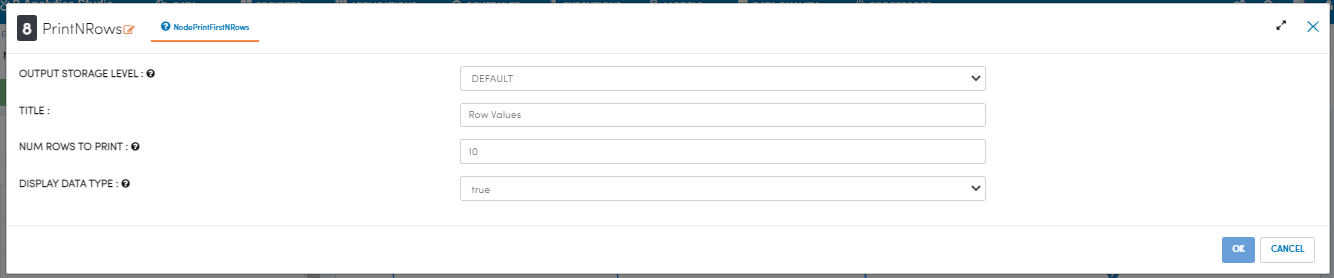 8 PrintNRows NodePrintFirstNRows
OUTPUT STORAGE LEVEL : DEFAULT
TITLE : Row Values
NUM ROWS TO PRINT : 10
DISPLAY DATA TYPE : true
OK CANCEL